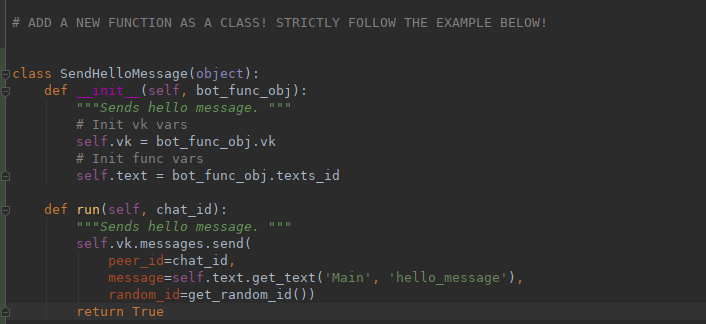 # ADD A NEW FUNCTION AS A CLASS! STRICTLY FOLLOW THE EXAMPLE BELOW!
class SendHelloMessage(object):
    def __init__(self, bot_func_obj):
        """Sends hello message. """
        # Init vk vars
        self.vk = bot_func_obj.vk
        # Init func vars
        self.text = bot_func_obj.texts_id
    def run(self, chat_id):
        """Sends hello message. """
        self.vk.messages.send(
            peer_id=chat_id,
            message=self.text.get_text('Main', 'hello_message'),
            random_id=get_random_id())
        return True